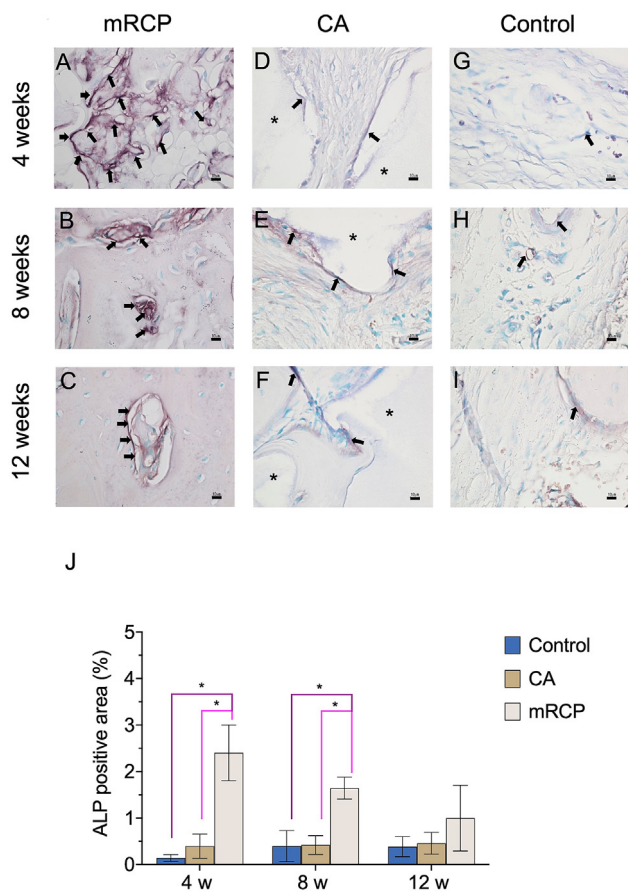 mRCP CA Control
4 weeks
A D G
* *
8 weeks
B E H
*
12 weeks
C F I
* *
J
ALP positive area (%)
5
4
3
2
1
0
* *
* *
4 w 8 w 12 w
Control
CA
mRCP